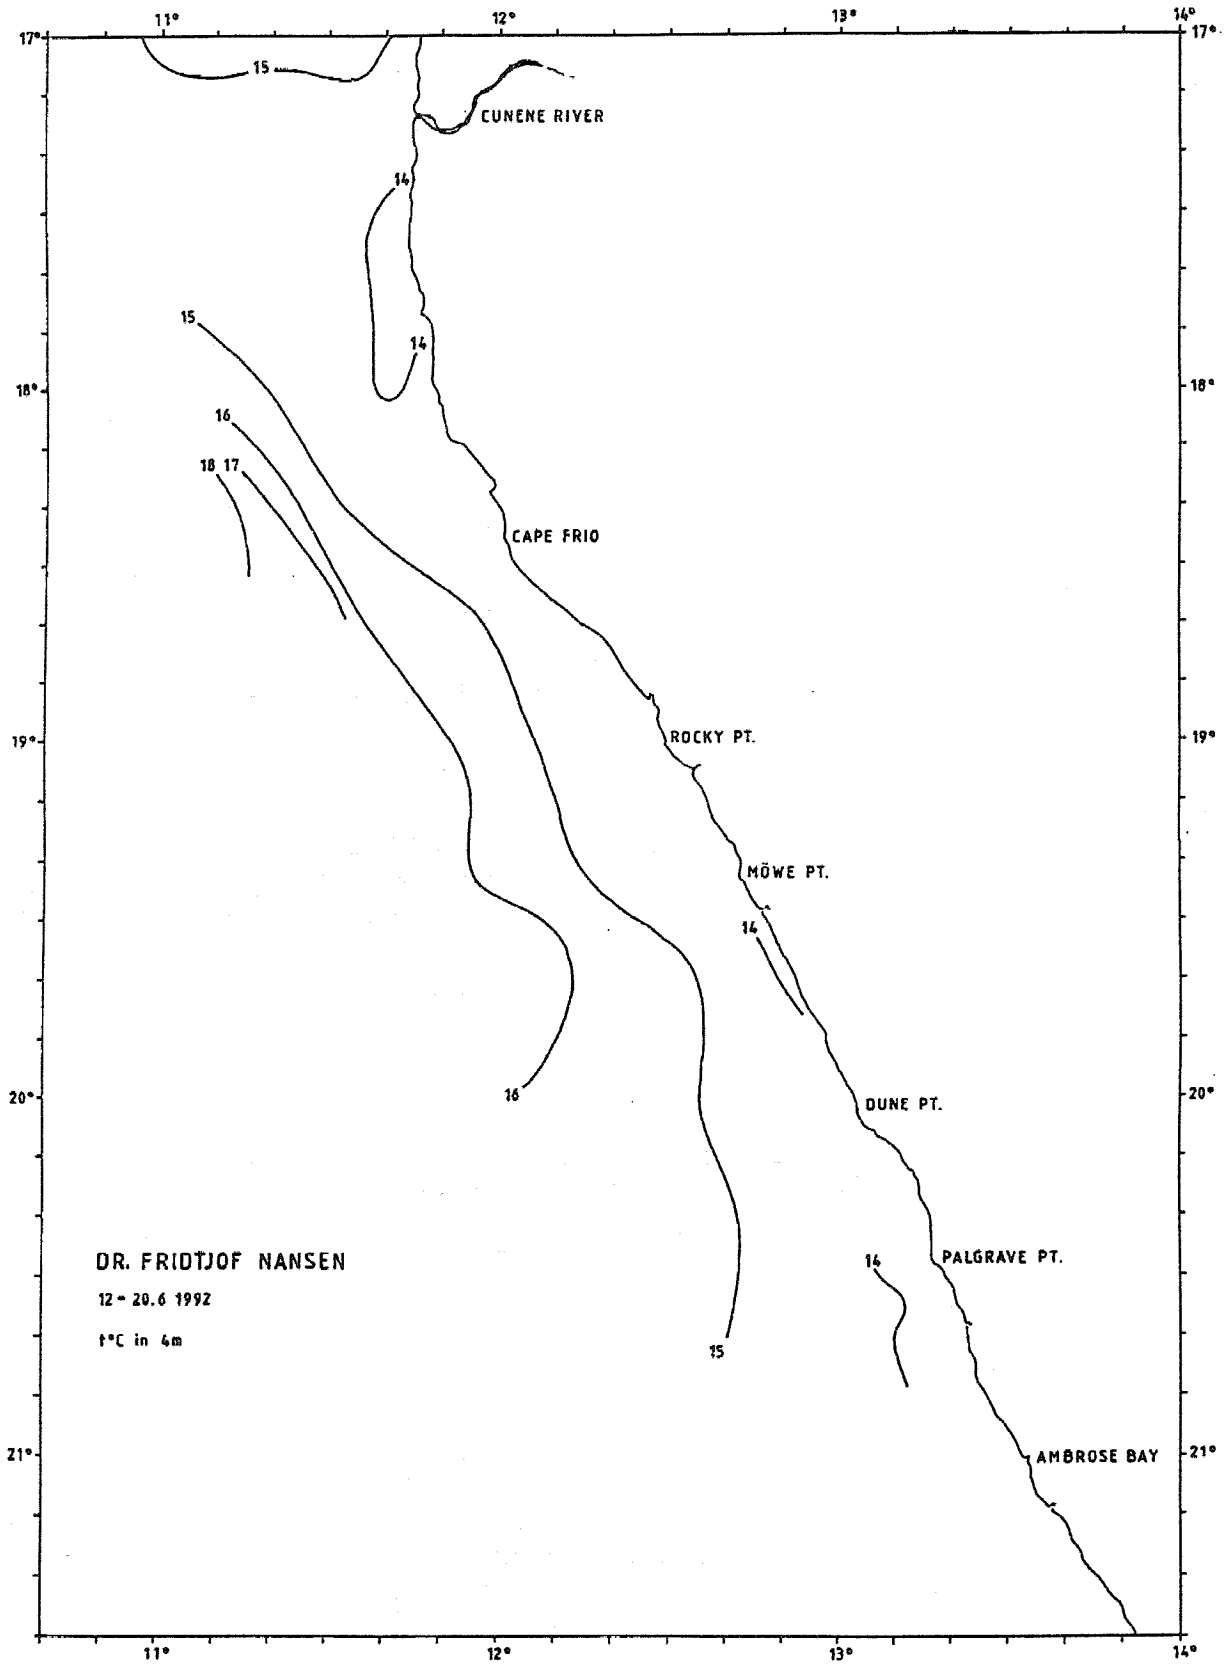 11° 12° 13° 14°
17° 17°
15
CUNENE RIVER
14
15
14
18° 18°
16
18 17
CAPE FRIO
19° ROCKY PT. 19°
MÖWE PT.
14
16
20° 20°
DUNE PT.
DR. FRIDTJOF NANSEN
PALGRAVE PT.
14
12 - 20.6 1992
t°C in 4m
15
21° AMBROSE BAY 21°
11° 12° 13° 14°